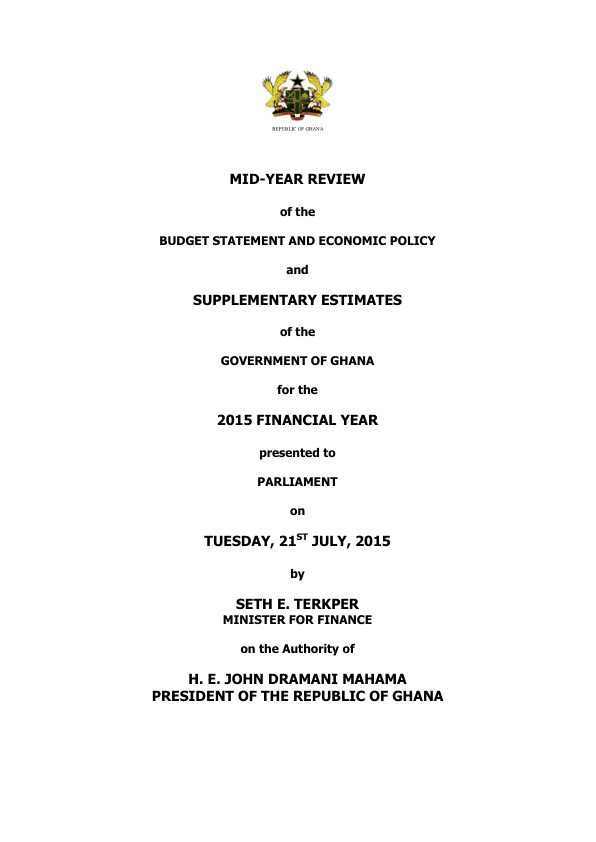 REPUBLIC OF GHANA
MID-YEAR REVIEW
of the
BUDGET STATEMENT AND ECONOMIC POLICY
and
SUPPLEMENTARY ESTIMATES
of the
GOVERNMENT OF GHANA
for the
2015 FINANCIAL YEAR
presented to
PARLIAMENT
on
TUESDAY, 21ST JULY, 2015
by
SETH E. TERKPER
MINISTER FOR FINANCE
on the Authority of
H. E. JOHN DRAMANI MAHAMA
PRESIDENT OF THE REPUBLIC OF GHANA